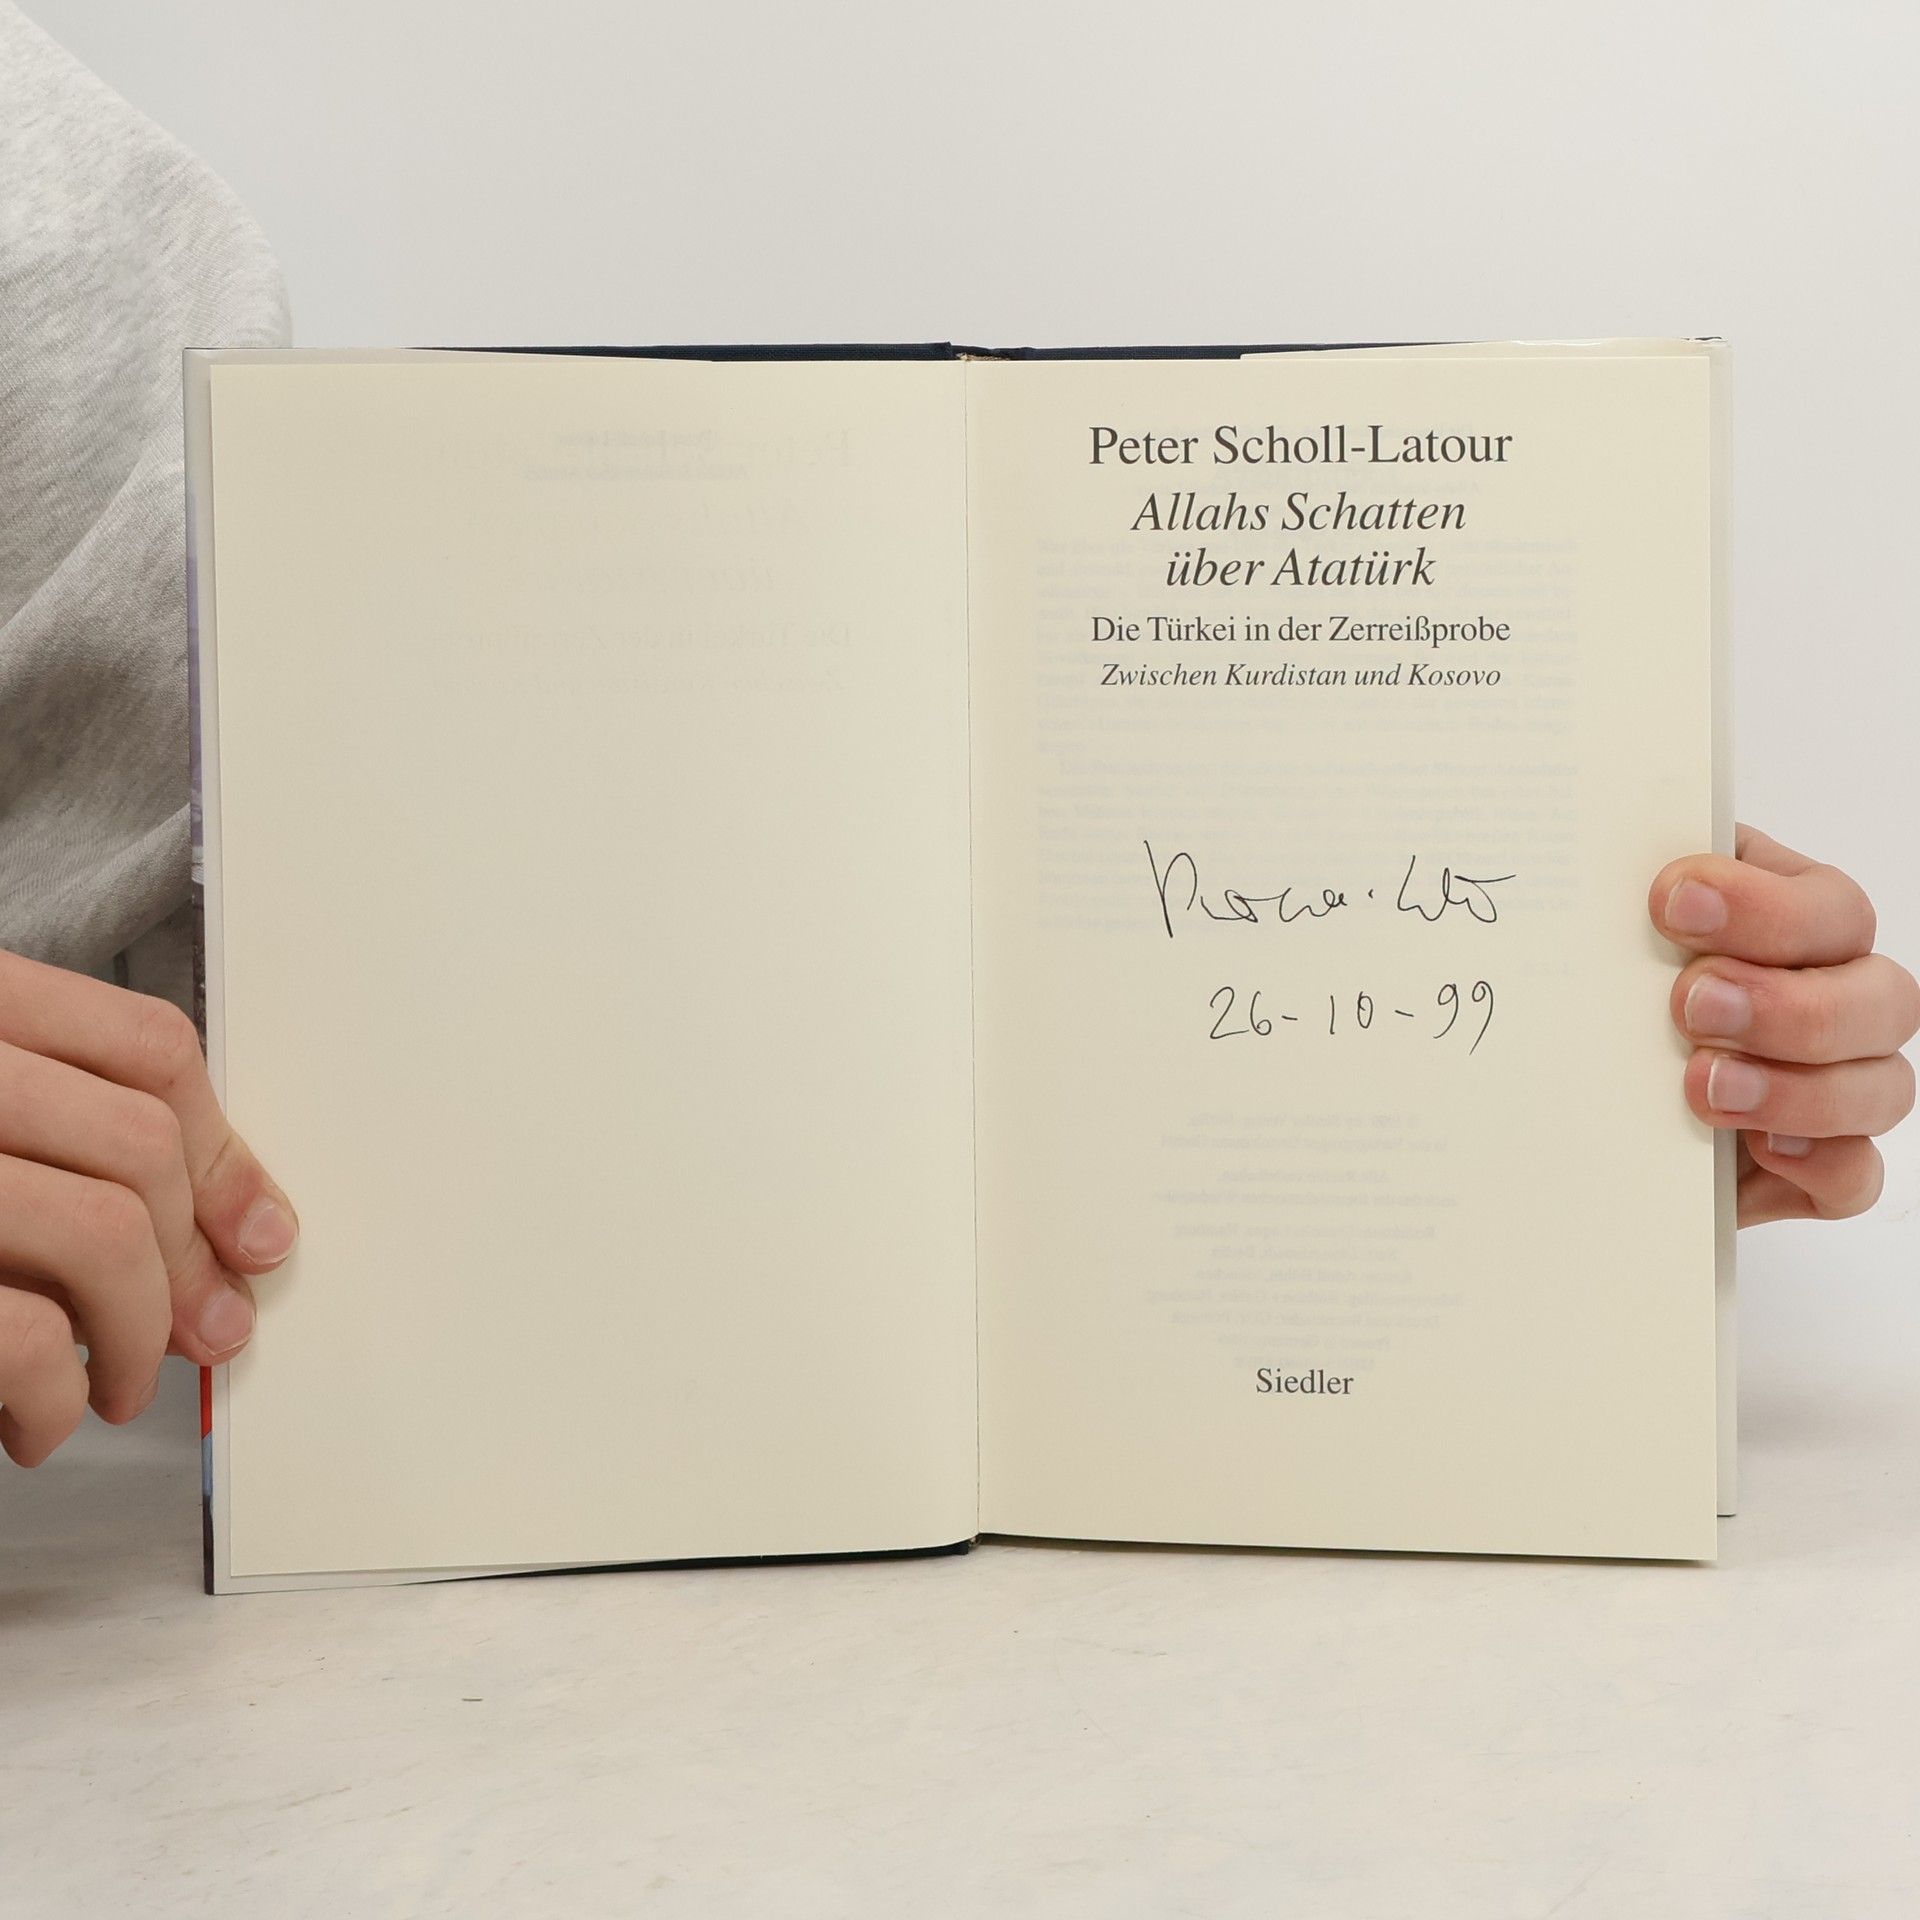 Peter Scholl-Latour
Allahs Schatten
über Atatürk
Die Türkei in der Zerreißprobe
Zwischen Kurdistan und Kosovo
26-10-99
Siedler